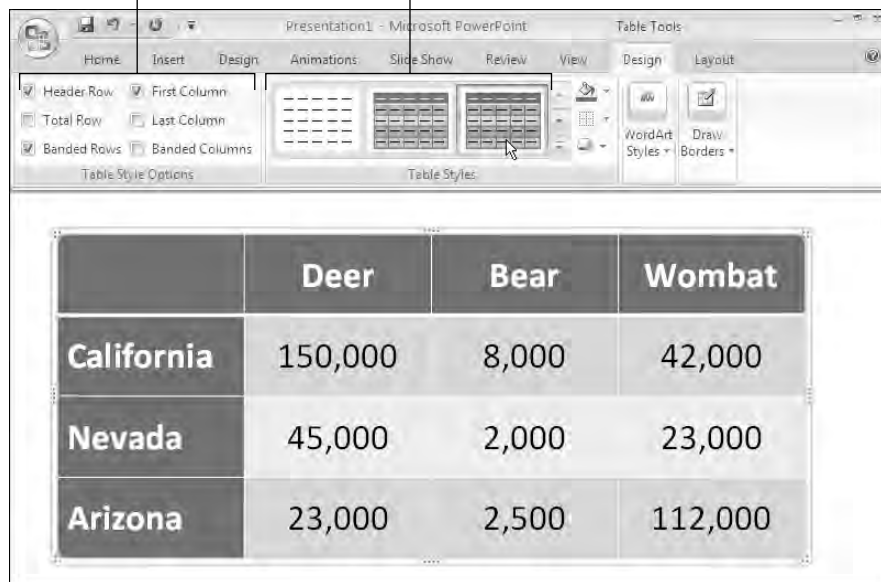 Presentation1 - Microsoft PowerPoint Table Tools
Home Insert Design Animations Slide Show Review View Design Layout
Header Row First Column
Total Row Last Column
Banded Rows Banded Columns
Table Style Options
Table Styles
WordArt Styles
Draw Borders
Deer Bear Wombat
California 150,000 8,000 42,000
Nevada 45,000 2,000 23,000
Arizona 23,000 2,500 112,000